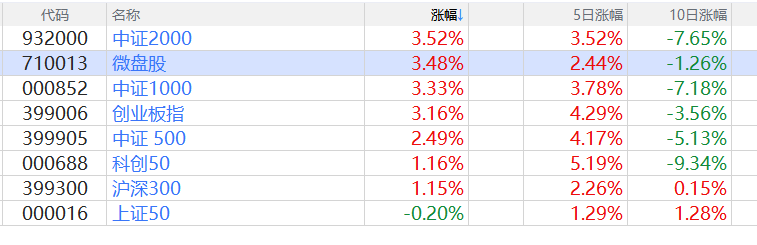 代码 名称 涨幅↓ 5日涨幅 10日涨幅
932000 中证2000 3.52% 3.52% -7.65%
710013 微盘股 3.48% 2.44% -1.26%
000852 中证1000 3.33% 3.78% -7.18%
399006 创业板指 3.16% 4.29% -3.56%
399905 中证 500 2.49% 4.17% -5.13%
000688 科创50 1.16% 5.19% -9.34%
399300 沪深300 1.15% 2.26% 0.15%
000016 上证50 -0.20% 1.29% 1.28%